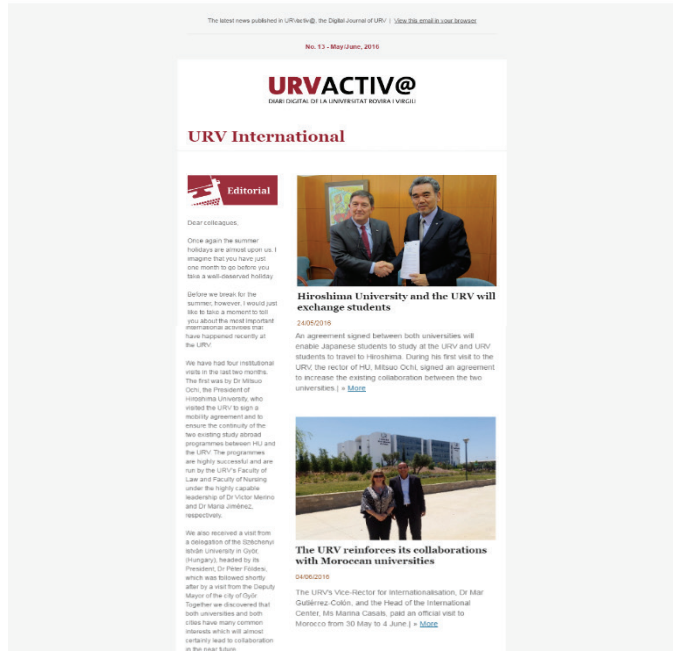 The latest news published in URVactiv@, the Digital Journal of URV | View this email in your browser
No. 13 - May/June, 2016
URVACTIV@
DIARI DIGITAL DE LA UNIVERSITAT ROVIRA I VIRGILI
URV International
Editorial
Dear colleagues,
Once again the summer
holidays are almost upon us. I
imagine that you have just
one month to go before you
take a well-deserved holiday.
Before we break for the
summer, however, I would just
like to take a moment to tell
you about the most important
international activities that
have happened recently at
the URV.
We have had four institutional
visits in the last two months.
The first was by Dr Mitsuo
Ochi, the President of
Hiroshima University, who
visited the URV to sign a
mobility agreement and to
ensure the continuity of the
two existing study abroad
programmes between HU and
the URV. The programmes
are highly successful and are
run by the URV's Faculty of
Law and Faculty of Nursing
under the highly capable
leadership of Dr Victor Merino
and Dr Maria Jiménez,
respectively.
We also received a visit from
a delegation of the Széchenyi
István University in Győr,
(Hungary), headed by its
President, Dr Péter Földesi,
which was followed shortly
after by a visit from the Deputy
Mayor of the city of Győr
Together we discovered that
both universities and both
cities have many common
interests which will almost
certainly lead to collaboration
in the near future.
Hiroshima University and the URV will
exchange students
24/05/2016
An agreement signed between both universities will
enable Japanese students to study at the URV and URV
students to travel to Hiroshima. During his first visit to the
URV, the rector of HU, Mitsuo Ochi, signed an agreement
to increase the existing collaboration between the two
universities.| » More
The URV reinforces its collaborations
with Moroccan universities
04/06/2016
The URV's Vice-Rector for Internationalisation, Dr Mar
Gutiérrez-Colón, and the Head of the International
Center, Ms Marina Casals, paid an official visit to
Morocco from 30 May to 4 June.| » More